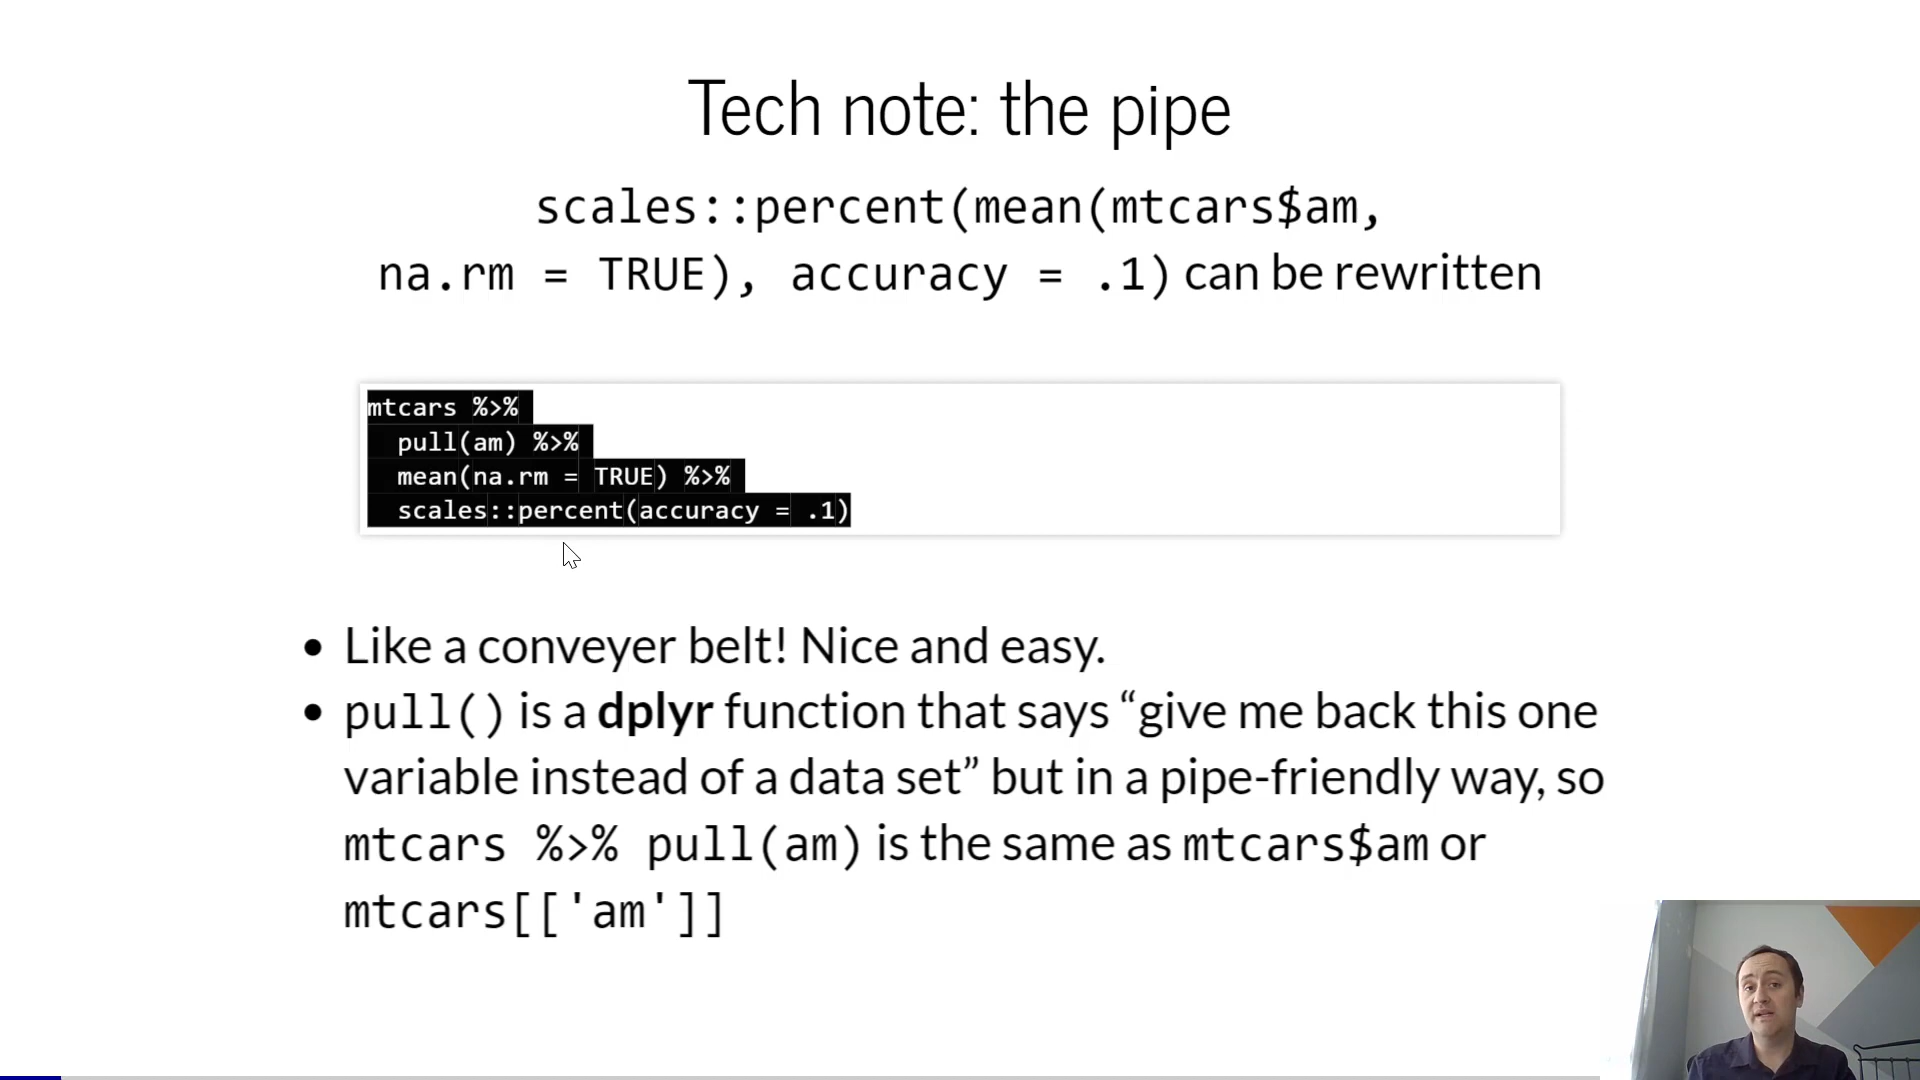 Tech note: the pipe
scales::percent(mean(mtcars$am,
na.rm = TRUE), accuracy = .1) can be rewritten
mtcars %>%
  pull(am) %>%
  mean(na.rm = TRUE) %>%
  scales::percent(accuracy = .1)
• Like a conveyer belt! Nice and easy.
• pull() is a dplyr function that says “give me back this one
variable instead of a data set” but in a pipe-friendly way, so
mtcars %>% pull(am) is the same as mtcars$am or
mtcars[['am']]